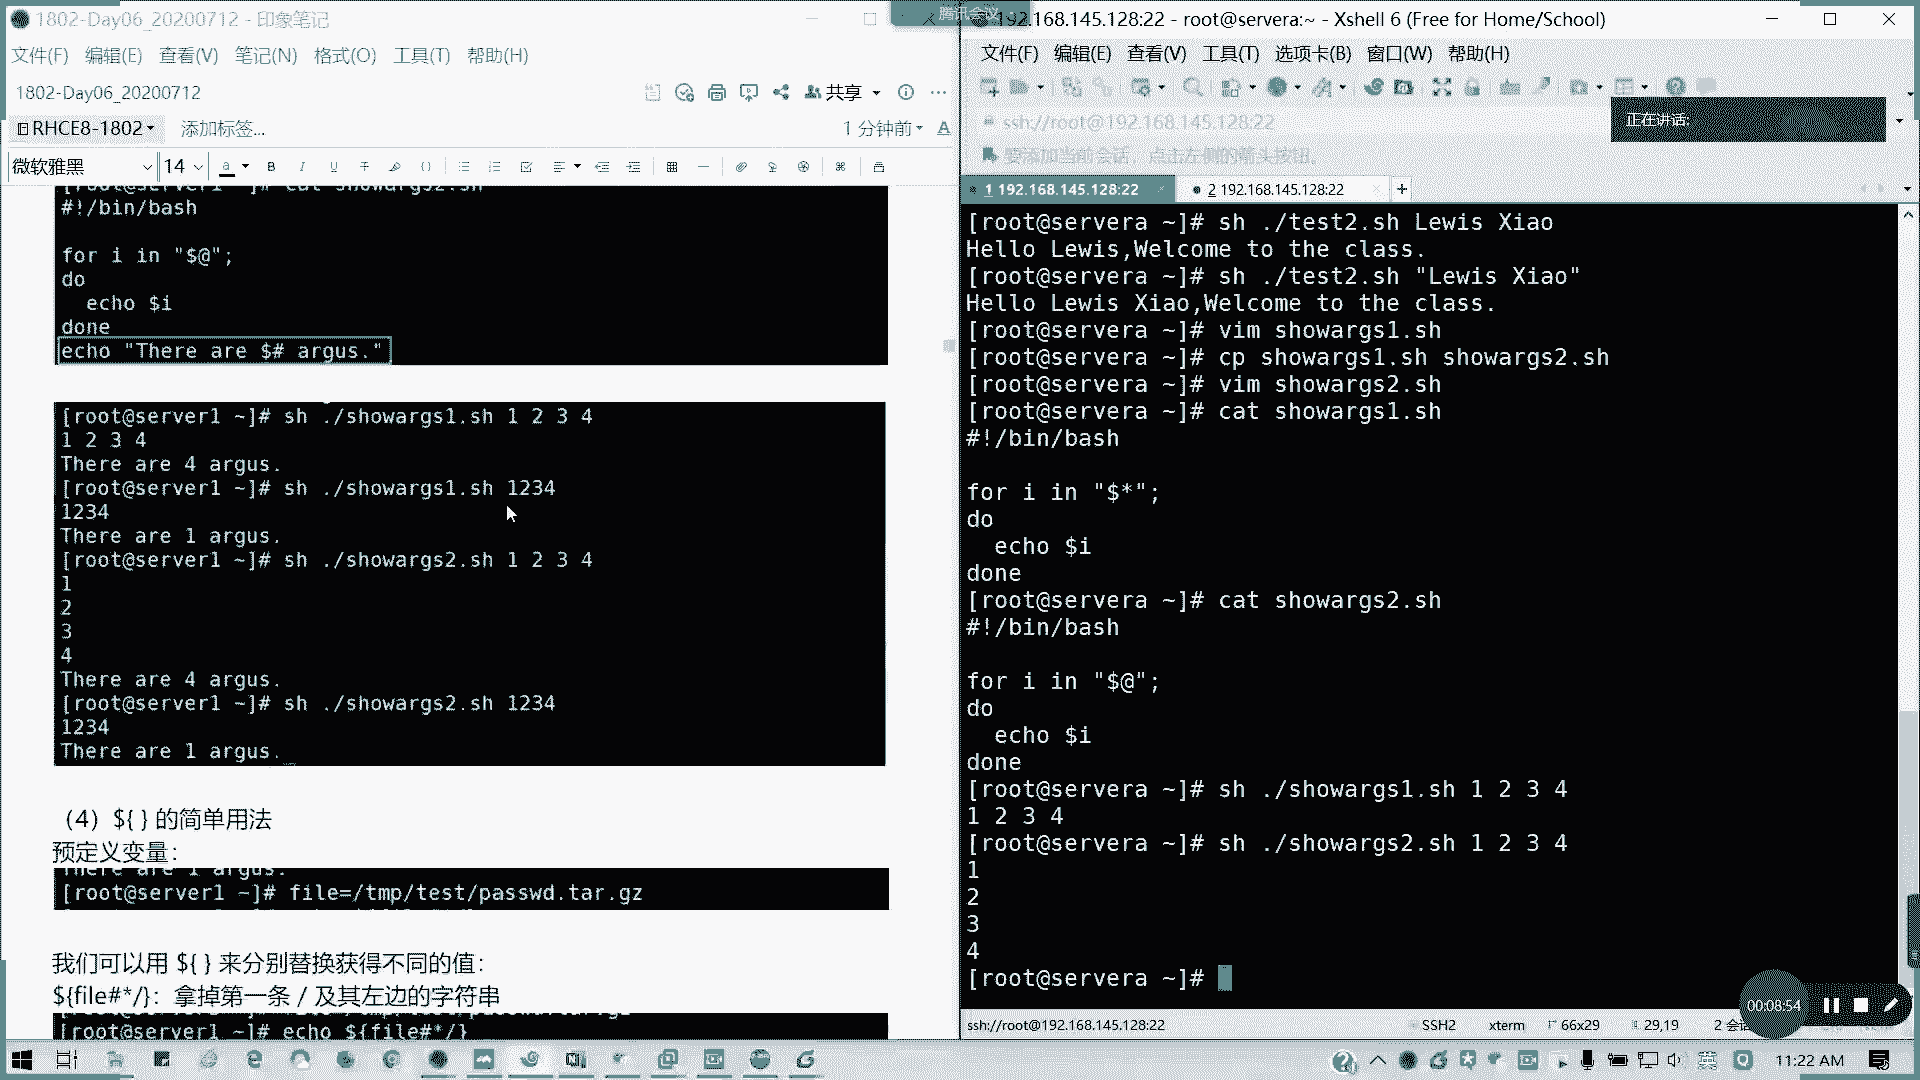 1802-Day06_20200712 - 印象笔记
文件(F) 编辑(E) 查看(V) 笔记(N) 格式(O) 工具(T) 帮助(H)
1802-Day06_20200712
共享
RHCE8-1802
添加标签...
1 分钟前
微软雅黑
14
[root@server1 ~]# cat showargs2.sh
#!/bin/bash
for i in "$@";
do
echo $i
done
echo "There are $# argus."
[root@server1 ~]# sh ./showargs1.sh 1 2 3 4
1 2 3 4
There are 4 argus.
[root@server1 ~]# sh ./showargs1.sh 1234
1234
There are 1 argus.
[root@server1 ~]# sh ./showargs2.sh 1 2 3 4
1
2
3
4
There are 4 argus.
[root@server1 ~]# sh ./showargs2.sh 1234
1234
There are 1 argus.
（4）${ } 的简单用法
预定义变量：
There are 1 argus.
[root@server1 ~]# file=/tmp/test/passwd.tar.gz
我们可以用 ${ } 来分别替换获得不同的值：
${file#*/}：拿掉第一条 / 及其左边的字符串
[root@server1 ~]# echo ${file#*/}
腾讯会议
192.168.145.128:22 - root@servera:~ - Xshell 6 (Free for Home/School)
文件(F) 编辑(E) 查看(V) 工具(T) 选项卡(B) 窗口(W) 帮助(H)
ssh://root@192.168.145.128:22
正在讲话:
要添加当前会话，点击左侧的箭头按钮。
1 192.168.145.128:22
2 192.168.145.128:22
[root@servera ~]# sh ./test2.sh Lewis Xiao
Hello Lewis,Welcome to the class.
[root@servera ~]# sh ./test2.sh "Lewis Xiao"
Hello Lewis Xiao,Welcome to the class.
[root@servera ~]# vim showargs1.sh
[root@servera ~]# cp showargs1.sh showargs2.sh
[root@servera ~]# vim showargs2.sh
[root@servera ~]# cat showargs1.sh
#!/bin/bash
for i in "$*";
do
echo $i
done
[root@servera ~]# cat showargs2.sh
#!/bin/bash
for i in "$@";
do
echo $i
done
[root@servera ~]# sh ./showargs1.sh 1 2 3 4
1 2 3 4
[root@servera ~]# sh ./showargs2.sh 1 2 3 4
1
2
3
4
[root@servera ~]#
00:08:54
ssh://root@192.168.145.128:22
SSH2
xterm
66x29
29,19
2 会
英
11:22 AM